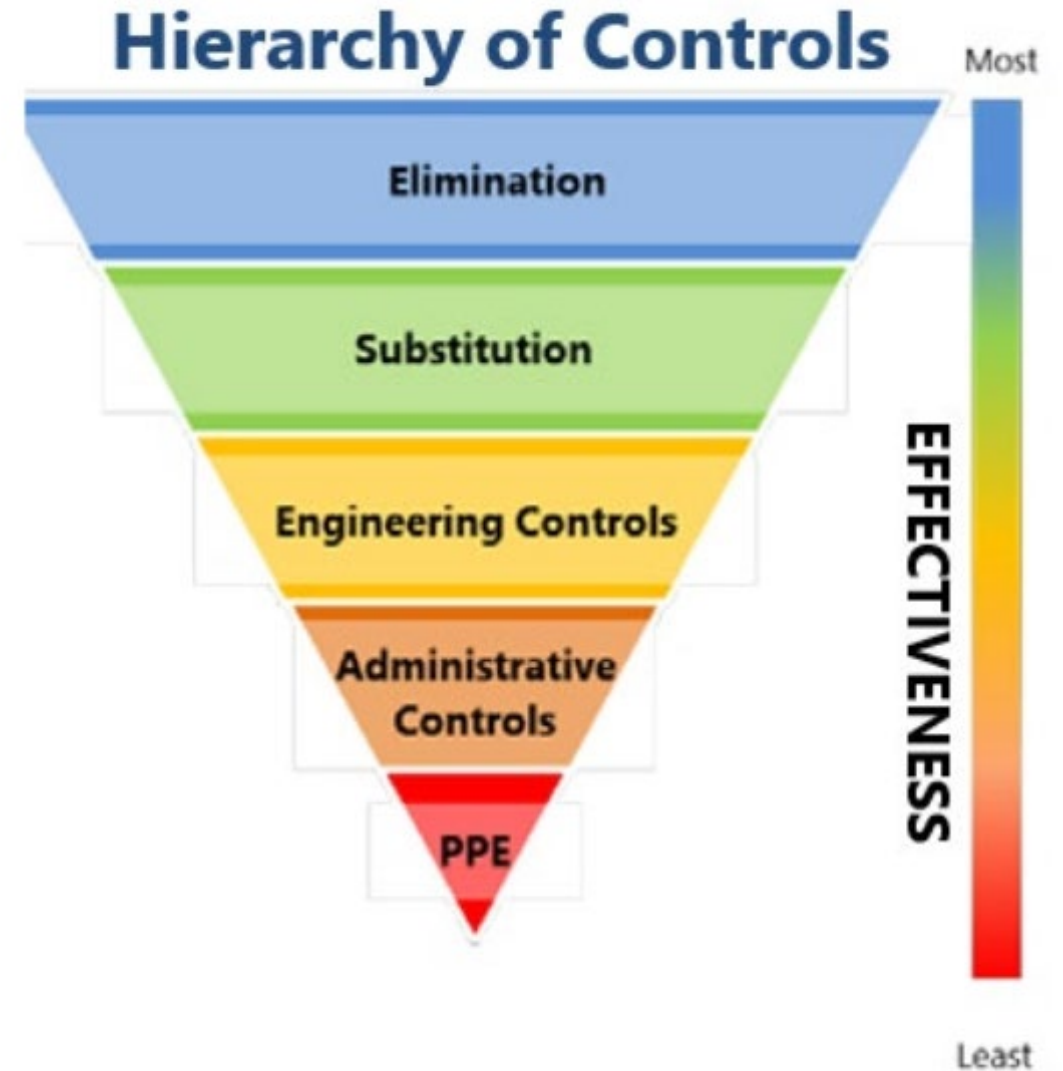 Hierarchy of Controls
Most
Elimination
Substitution
Engineering Controls
Administrative
Controls
PPE
EFFECTIVENESS
Least